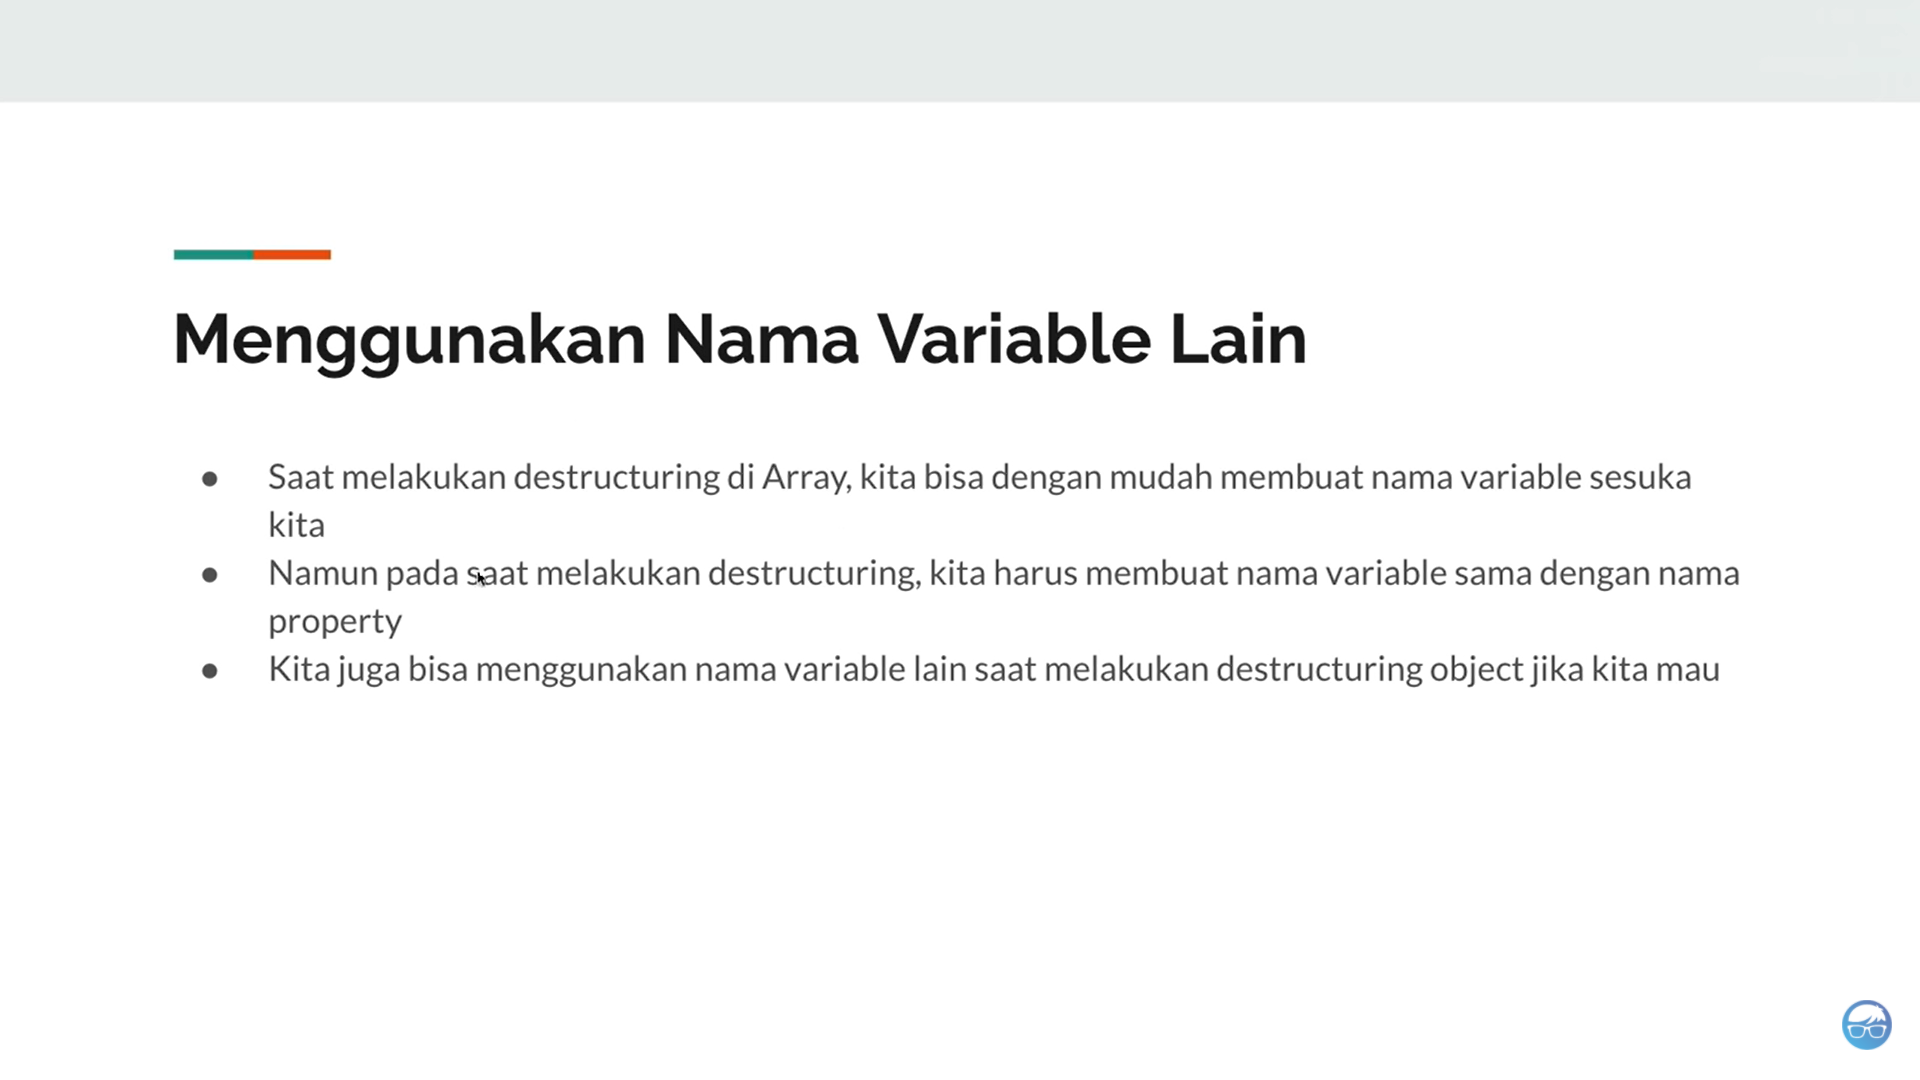 Menggunakan Nama Variable Lain
● Saat melakukan destructuring di Array, kita bisa dengan mudah membuat nama variable sesuka
kita
● Namun pada saat melakukan destructuring, kita harus membuat nama variable sama dengan nama
property
● Kita juga bisa menggunakan nama variable lain saat melakukan destructuring object jika kita mau